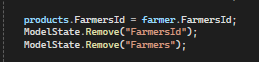 products.FarmersId = farmer.FarmersId;
ModelState.Remove("FarmersId");
ModelState.Remove("Farmers");